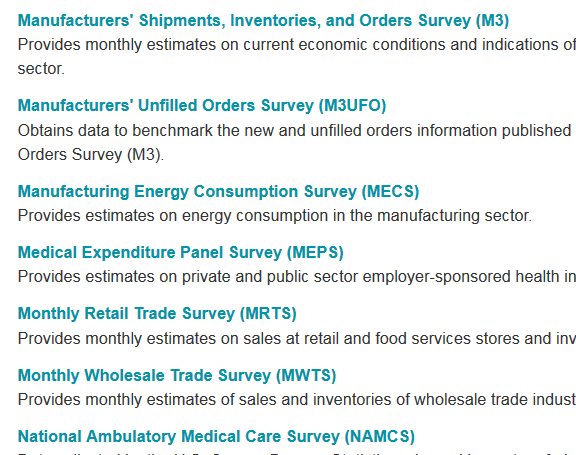 Manufacturers' Shipments, Inventories, and Orders Survey (M3)
Provides monthly estimates on current economic conditions and indications of
sector.
Manufacturers' Unfilled Orders Survey (M3UFO)
Obtains data to benchmark the new and unfilled orders information published
Orders Survey (M3).
Manufacturing Energy Consumption Survey (MECS)
Provides estimates on energy consumption in the manufacturing sector.
Medical Expenditure Panel Survey (MEPS)
Provides estimates on private and public sector employer-sponsored health in
Monthly Retail Trade Survey (MRTS)
Provides monthly estimates on sales at retail and food services stores and inv
Monthly Wholesale Trade Survey (MWTS)
Provides monthly estimates of sales and inventories of wholesale trade indust
National Ambulatory Medical Care Survey (NAMCS)